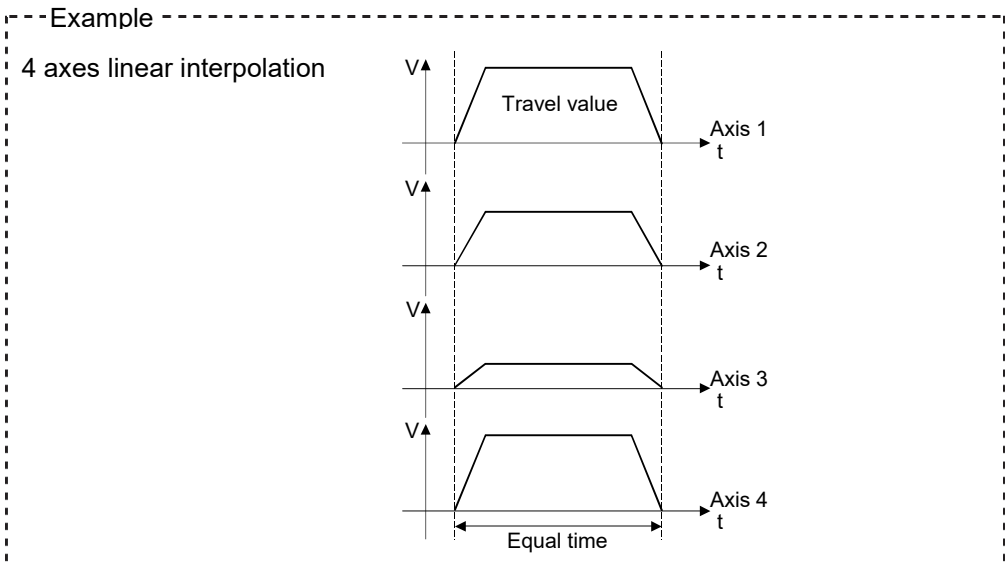 Example
4 axes linear interpolation
V
Travel value
Axis 1
t
V
Axis 2
t
V
Axis 3
t
V
Axis 4
t
Equal time